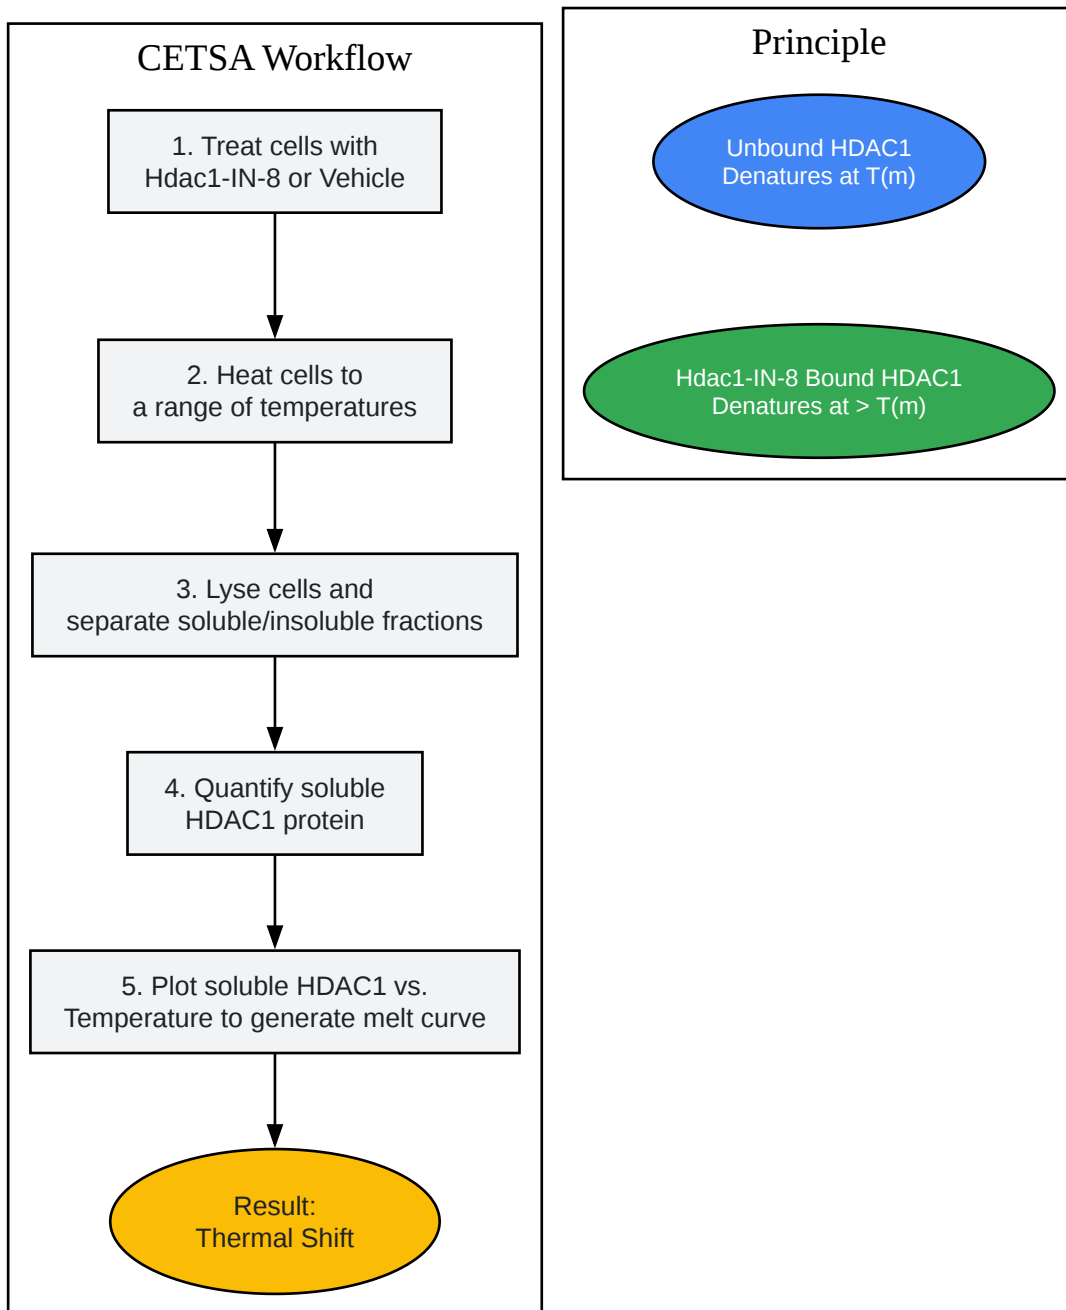 CETSA Workflow
1. Treat cells with
Hdac1-IN-8 or Vehicle
2. Heat cells to
a range of temperatures
3. Lyse cells and
separate soluble/insoluble fractions
4. Quantify soluble
HDAC1 protein
5. Plot soluble HDAC1 vs.
Temperature to generate melt curve
Result:
Thermal Shift
Principle
Unbound HDAC1
Denatures at T(m)
Hdac1-IN-8 Bound HDAC1
Denatures at > T(m)